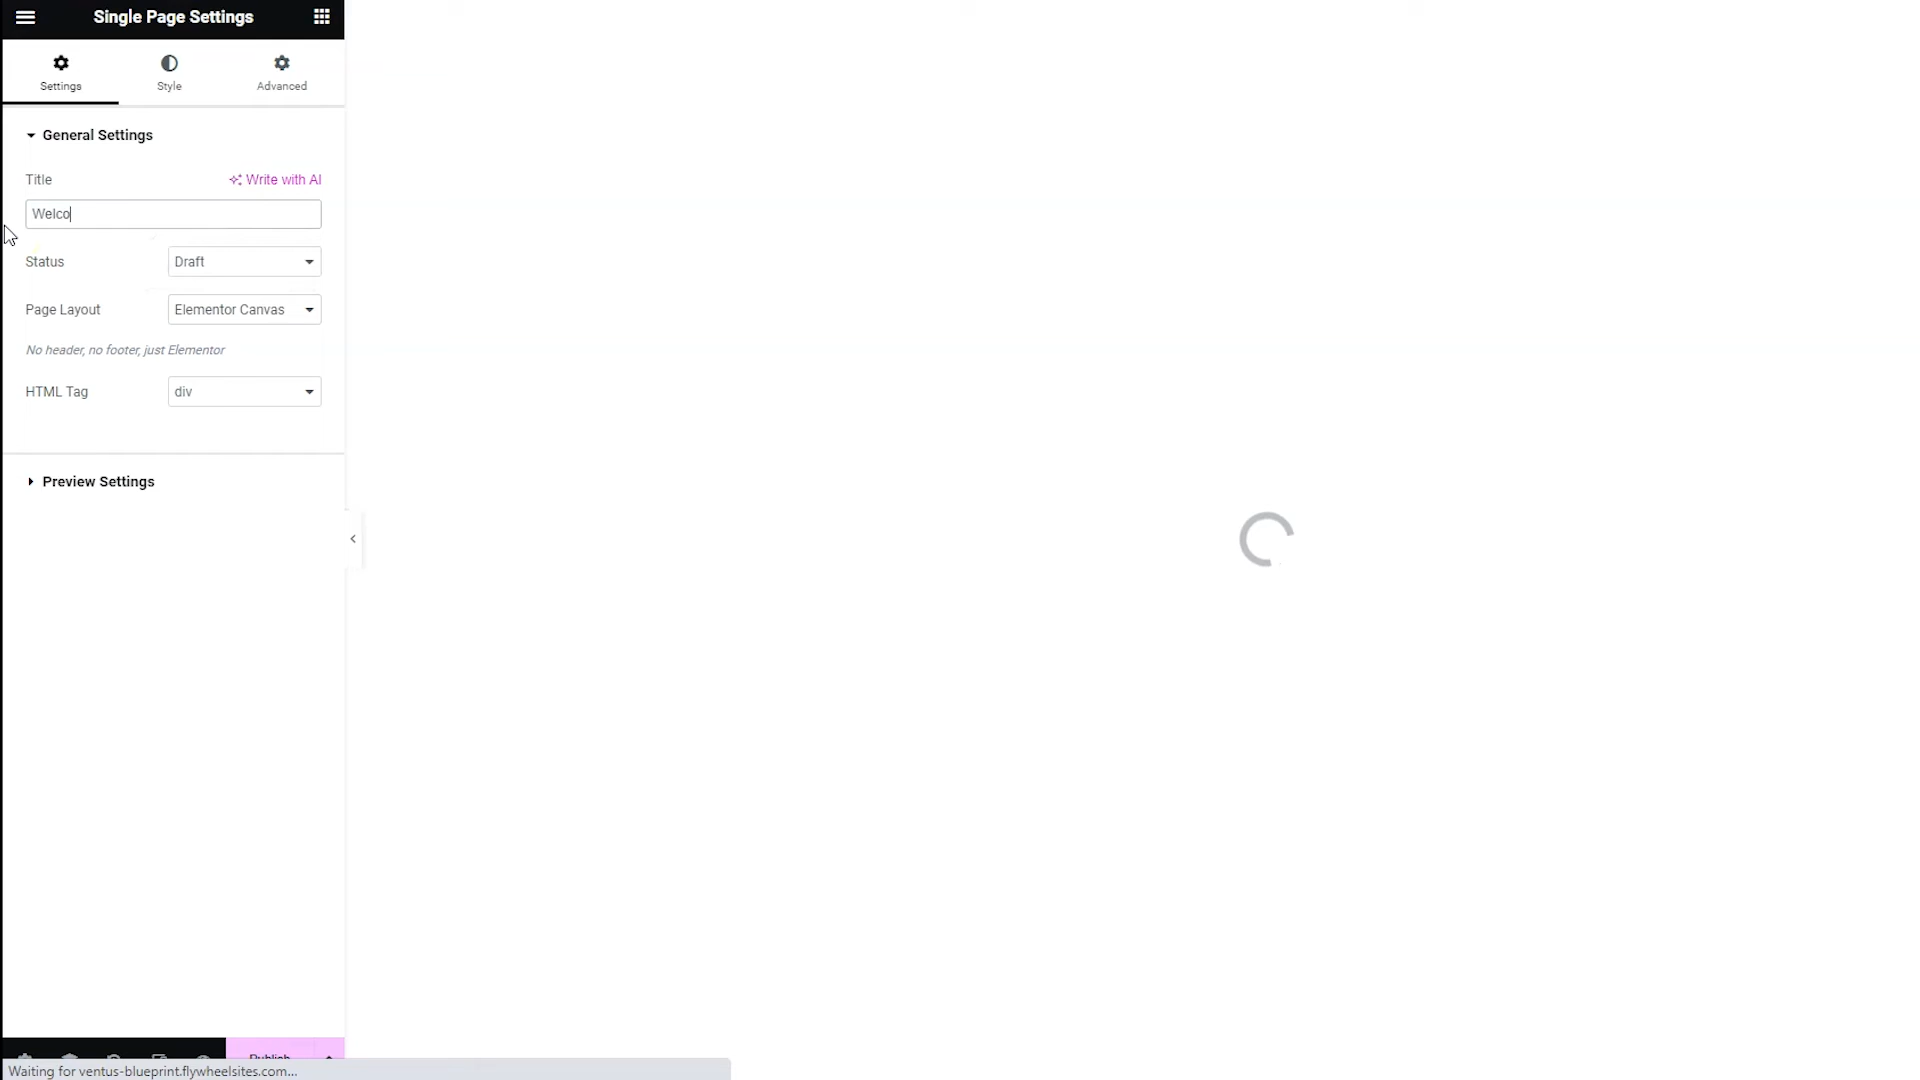 Single Page Settings
Settings
Style
Advanced
General Settings
Title
Write with AI
Welco
Status
Draft
Page Layout
Elementor Canvas
No header, no footer, just Elementor
HTML Tag
div
Preview Settings
Publish
Waiting for ventus-blueprint.flywheelsites.com...